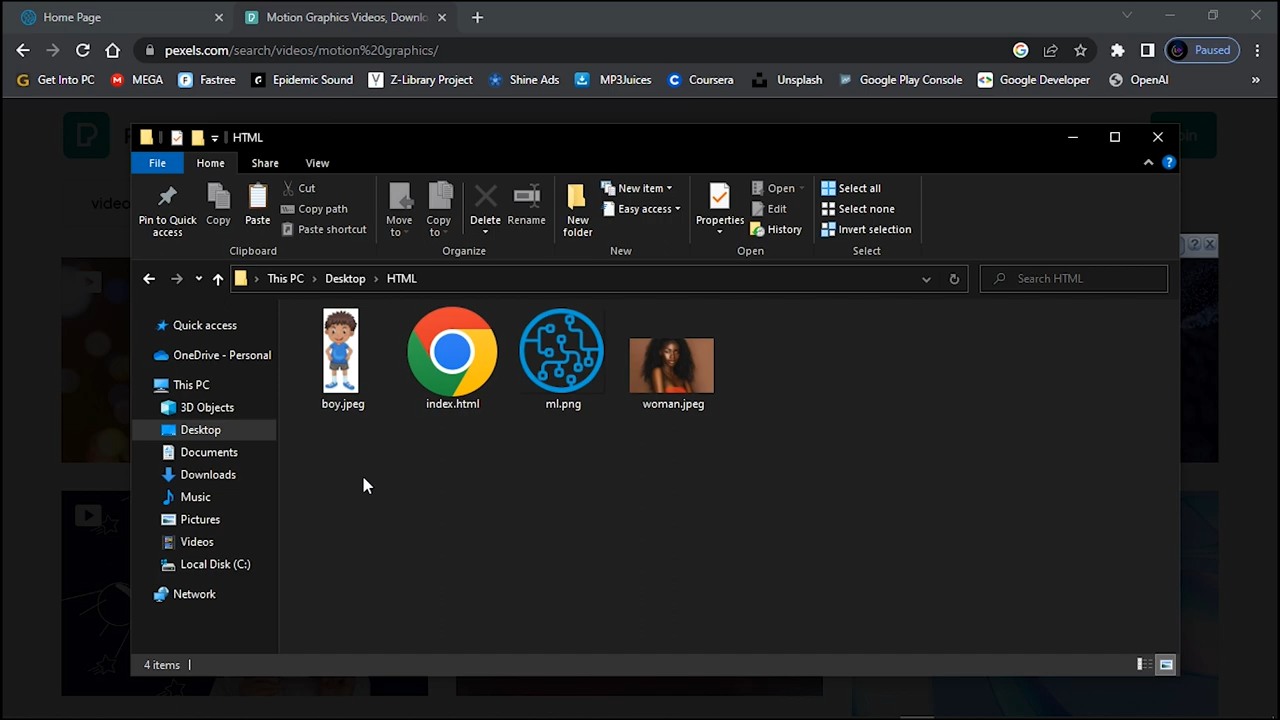 Home Page
Motion Graphics Videos, Downlo
pexels.com/search/videos/motion%20graphics/
Paused
Get Into PC
MEGA
Fastree
Epidemic Sound
Z-Library Project
Shine Ads
MP3Juices
Coursera
Unsplash
Google Play Console
Google Developer
OpenAI
HTML
File
Home
Share
View
Pin to Quick
access
Copy
Paste
Cut
Copy path
Paste shortcut
Move
to
Copy
to
Delete
Rename
New
folder
New item
Easy access
Properties
Open
Edit
History
Select all
Select none
Invert selection
Clipboard
Organize
New
Open
Select
This PC
Desktop
HTML
Search HTML
Quick access
OneDrive - Personal
This PC
3D Objects
Desktop
Documents
Downloads
Music
Pictures
Videos
Local Disk (C:)
Network
boy.jpeg
index.html
ml.png
woman.jpeg
4 items